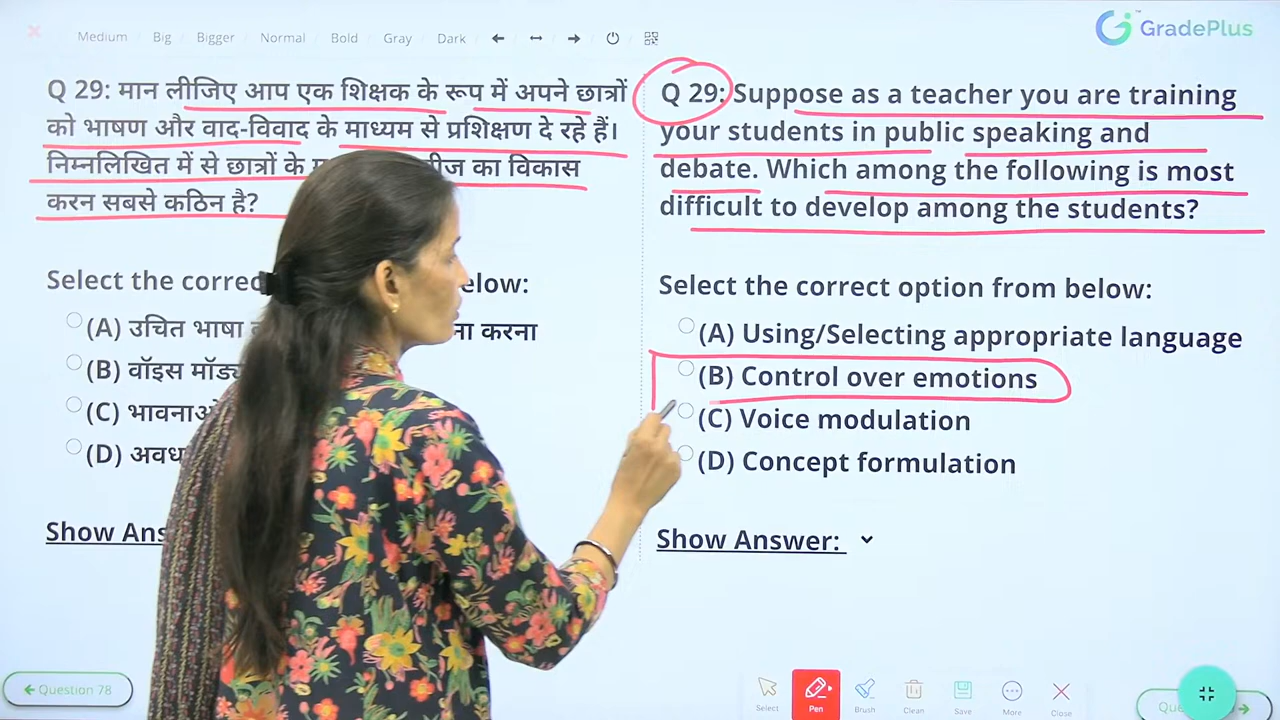 Medium Big Bigger Normal Bold Gray Dark
GradePlus
Q 29: मान लीजिए आप एक शिक्षक के रूप में अपने छात्रों
को भाषण और वाद-विवाद के माध्यम से प्रशिक्षण दे रहे हैं।
निम्नलिखित में से छात्रों के का विकास
करन सबसे कठिन है?
Select the below:
(A) उचित भाषा करना
(B) वॉइस
(C)
(D)
Show
Q 29: Suppose as a teacher you are training
your students in public speaking and
debate. Which among the following is most
difficult to develop among the students?
Select the correct option from below:
(A) Using/Selecting appropriate language
(B) Control over emotions
(C) Voice modulation
(D) Concept formulation
Show Answer:
Question 78
Select Pen Brush Clean Save More Close